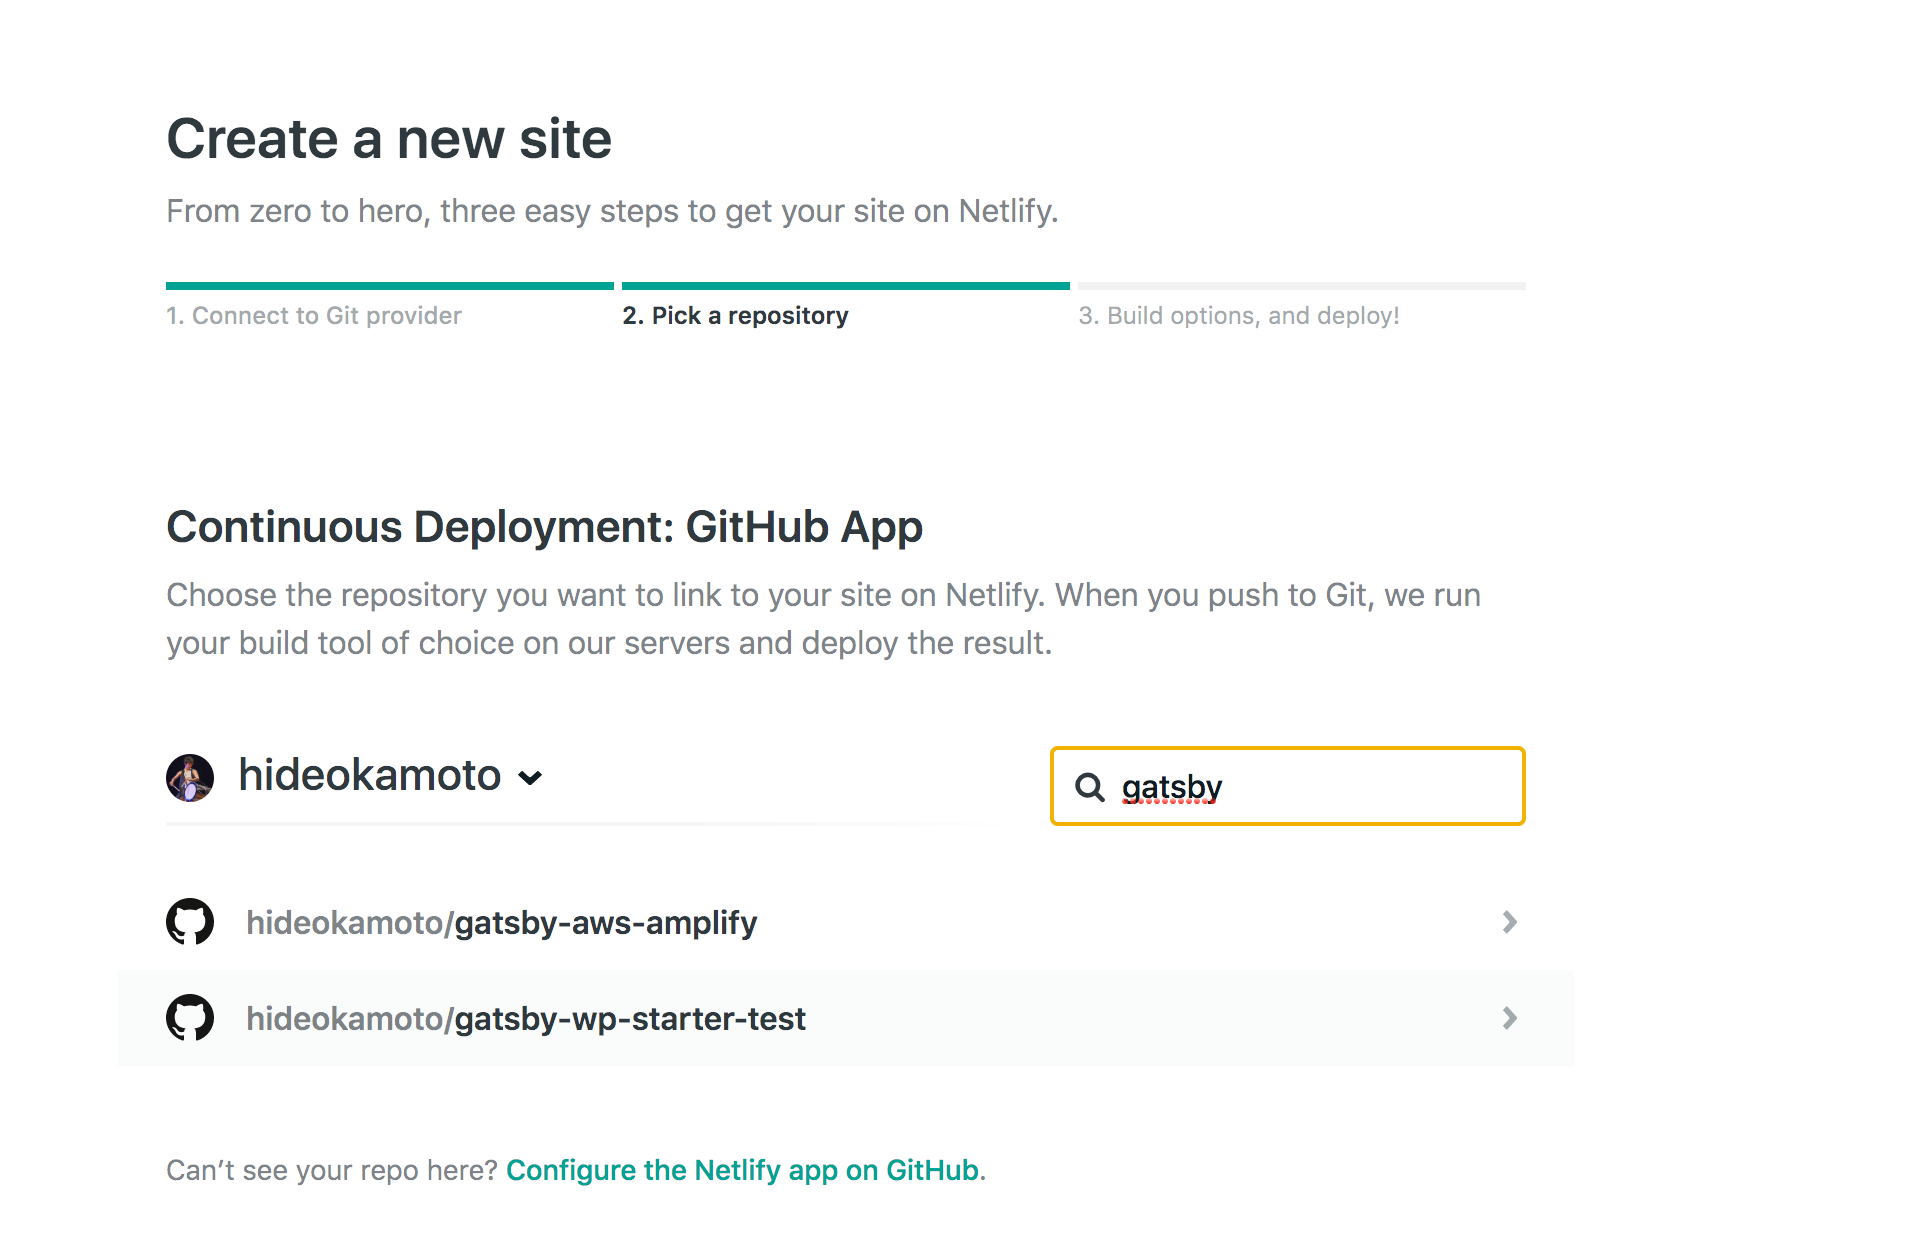 Create a new site
From zero to hero, three easy steps to get your site on Netlify.
1. Connect to Git provider
2. Pick a repository
3. Build options, and deploy!
Continuous Deployment: GitHub App
Choose the repository you want to link to your site on Netlify. When you push to Git, we run
your build tool of choice on our servers and deploy the result.
hideokamoto
gatsby
hideokamoto/gatsby-aws-amplify
hideokamoto/gatsby-wp-starter-test
Can’t see your repo here? Configure the Netlify app on GitHub.